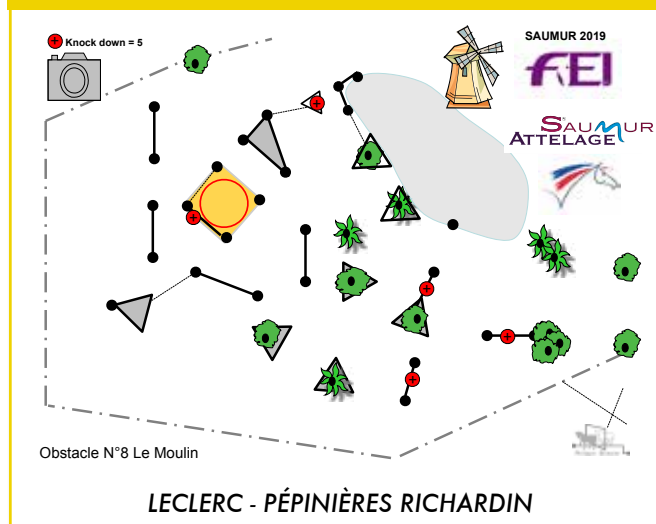 Knock down = 5
SAUMUR 2019
FEI
SAUMUR
ATTELAGE
Obstacle N°8 Le Moulin
LECLERC - PÉPINIÈRES RICHARDIN